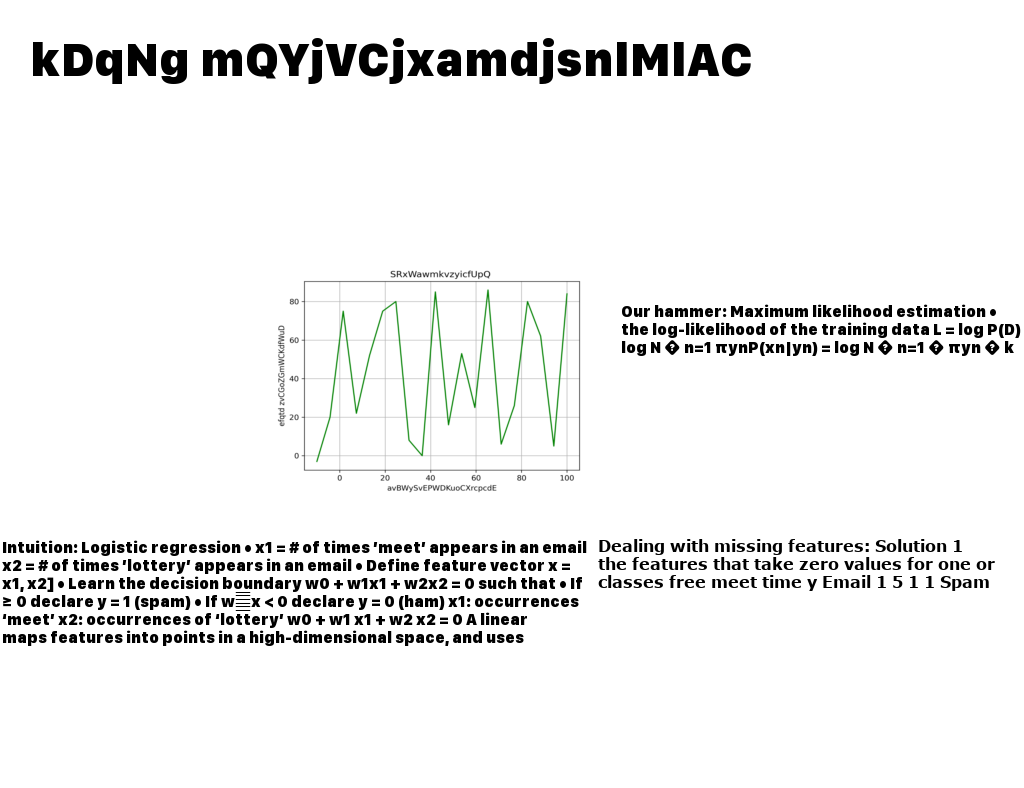 kDqNg mQYjVCjxamdjsnlMlAC
SRxWawmkvzyicfUpQ
efqtd zvCGoZGmWCKdfWuD
80
60
40
20
0
0 20 40 60 80 100
avBWySvEPWDKuoCXrcpcdE
Our hammer: Maximum likelihood estimation •
the log-likelihood of the training data L = log P(D)
log N � n=1 πynP(xn|yn) = log N � n=1 � πyn � k
Intuition: Logistic regression • x1 = # of times ‘meet’ appears in an email
x2 = # of times ‘lottery’ appears in an email • Define feature vector x =
x1, x2] • Learn the decision boundary w0 + w1x1 + w2x2 = 0 such that • If
≥ 0 declare y = 1 (spam) • If w x < 0 declare y = 0 (ham) x1: occurrences
‘meet’ x2: occurrences of ‘lottery’ w0 + w1 x1 + w2 x2 = 0 A linear
maps features into points in a high-dimensional space, and uses
Dealing with missing features: Solution 1
the features that take zero values for one or
classes free meet time y Email 1 5 1 1 Spam